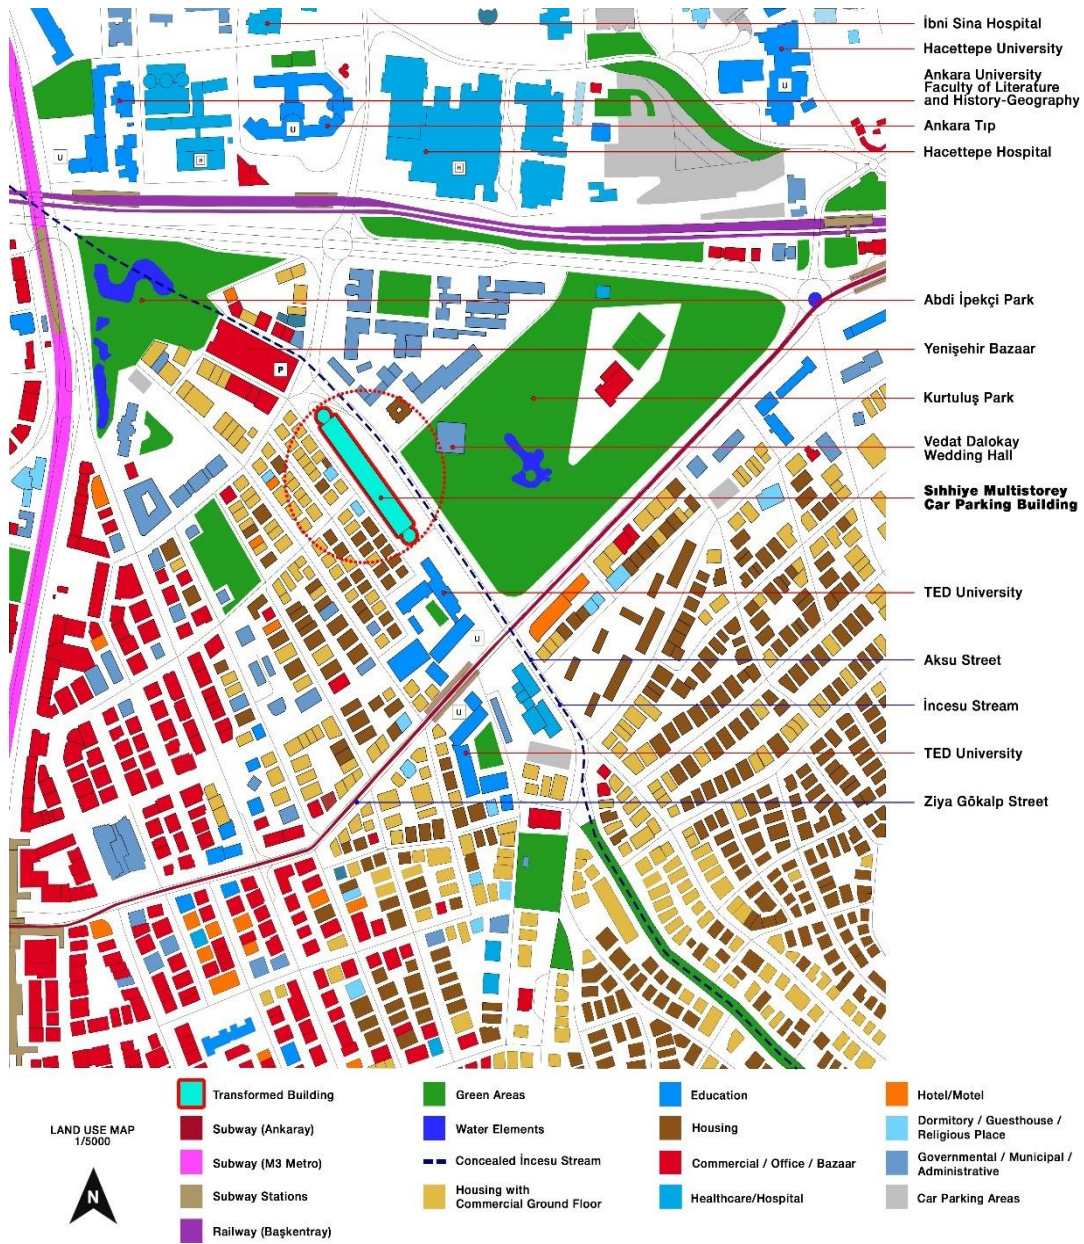 İbni Sina Hospital
Hacettepe University
Ankara University
Faculty of Literature
and History-Geography
Ankara Tıp
Hacettepe Hospital
U
U
U
H
H
Abdi İpekçi Park
Yenişehir Bazaar
P
Kurtuluş Park
Vedat Dalokay
Wedding Hall
Sıhhiye Multistorey
Car Parking Building
TED University
U
Aksu Street
İncesu Stream
U
TED University
Ziya Gökalp Street
LAND USE MAP
1/5000
N
Transformed Building
Subway (Ankaray)
Subway (M3 Metro)
Subway Stations
Railway (Başkentray)
Green Areas
Water Elements
Concealed İncesu Stream
Housing with
Commercial Ground Floor
Education
Housing
Commercial / Office / Bazaar
Healthcare/Hospital
Hotel/Motel
Dormitory / Guesthouse /
Religious Place
Governmental / Municipal /
Administrative
Car Parking Areas